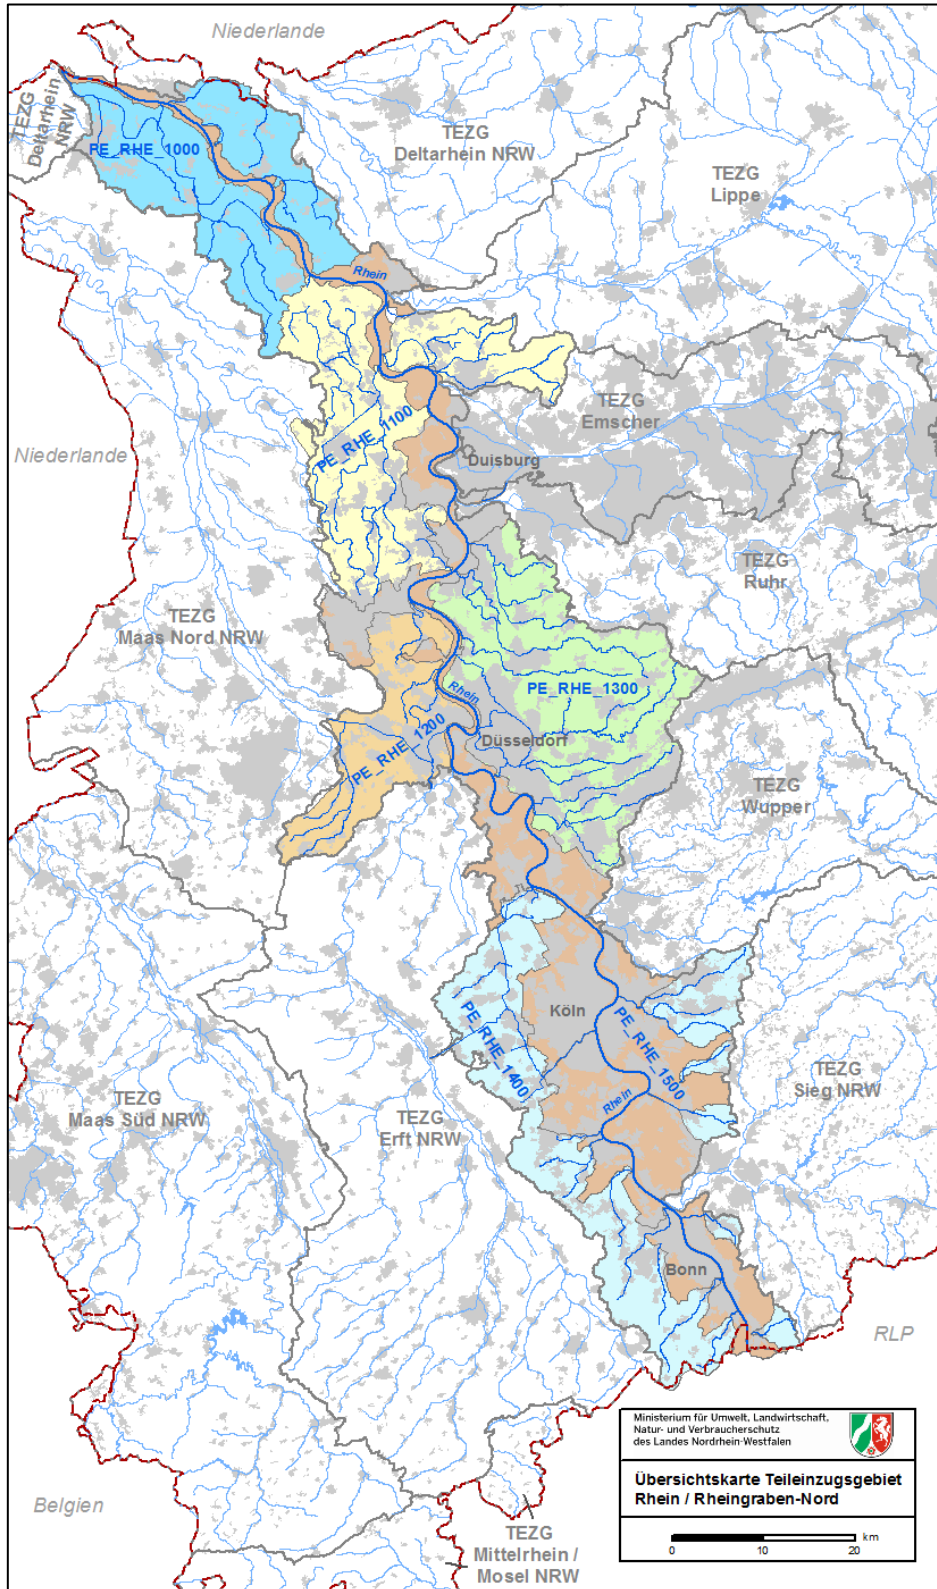 Niederlande
TEZG
Deltarhein
NRW
PE_RHE_1000
TEZG
Deltarhein NRW
TEZG
Lippe
Rhein
TEZG
Emscher
PE_RHE_1100
Niederlande
Duisburg
TEZG
Ruhr
TEZG
Maas Nord NRW
Rhein
PE_RHE_1300
PE_RHE_1200
Düsseldorf
TEZG
Wupper
Köln
PE_RHE_1400
PE_RHE_1500
TEZG
Sieg NRW
Rhein
TEZG
Maas Süd NRW
TEZG
Erft NRW
Bonn
RLP
Ministerium für Umwelt, Landwirtschaft,
Natur- und Verbraucherschutz
des Landes Nordrhein-Westfalen
Übersichtskarte Teileinzugsgebiet
Rhein / Rheingraben-Nord
km
0 10 20
Belgien
TEZG
Mittelrhein /
Mosel NRW